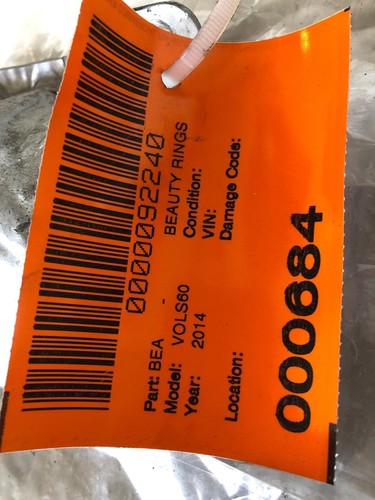 0000092240
Part: BEA - BEAUTY RINGS
Model: VOLS60 Condition:
Year: 2014 VIN:
Damage Code:
Location:
000684